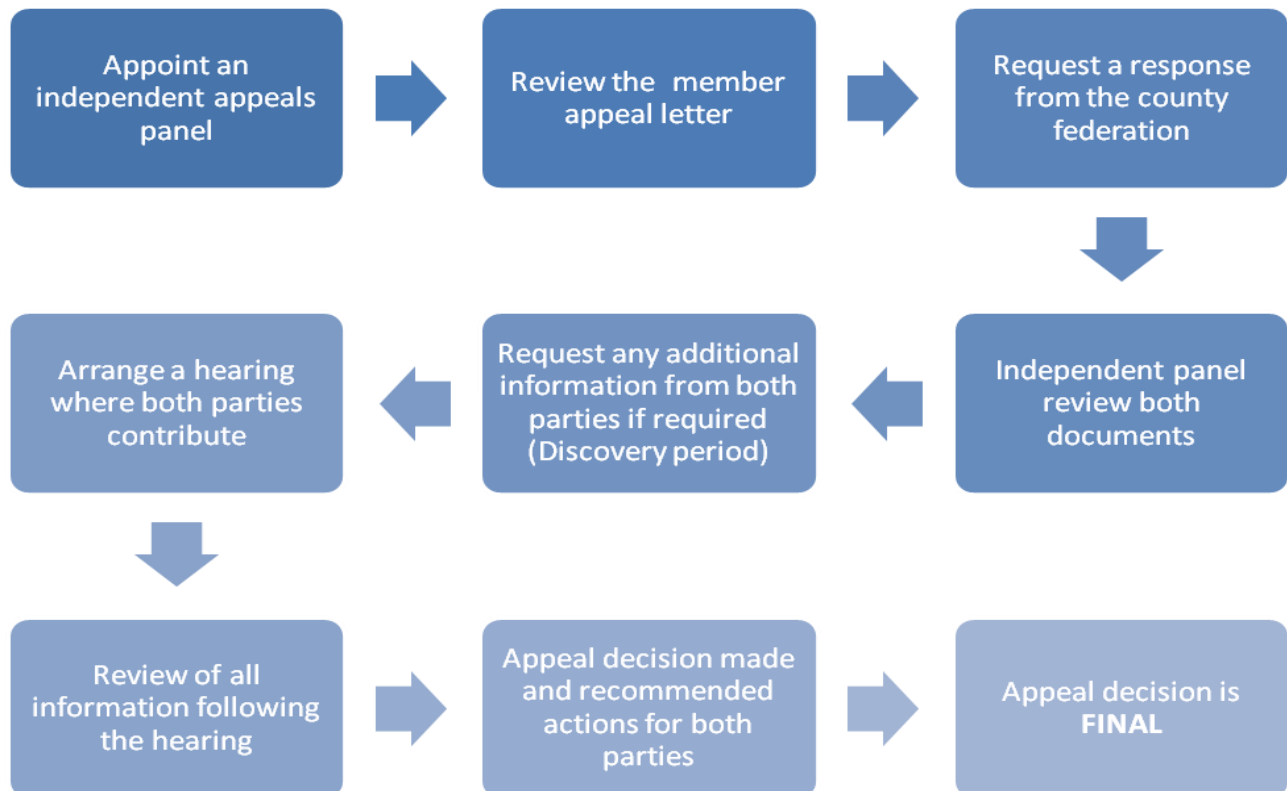 Appoint an
independent appeals
panel
Review the member
appeal letter
Request a response
from the county
federation
Independent panel
review both
documents
Request any additional
information from both
parties if required
(Discovery period)
Arrange a hearing
where both parties
contribute
Review of all
information following
the hearing
Appeal decision made
and recommended
actions for both
parties
Appeal decision is
FINAL